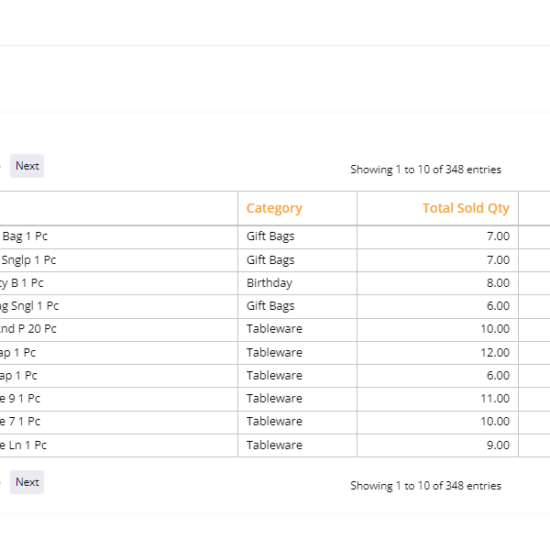 Next Showing 1 to 10 of 348 entries
Category Total Sold Qty
Bag 1 Pc Gift Bags 7.00
Snglp 1 Pc Gift Bags 7.00
y B 1 Pc Birthday 8.00
g Sngl 1 Pc Gift Bags 6.00
nd P 20 Pc Tableware 10.00
ap 1 Pc Tableware 12.00
ap 1 Pc Tableware 6.00
e 9 1 Pc Tableware 11.00
e 7 1 Pc Tableware 10.00
e Ln 1 Pc Tableware 9.00
Next Showing 1 to 10 of 348 entries